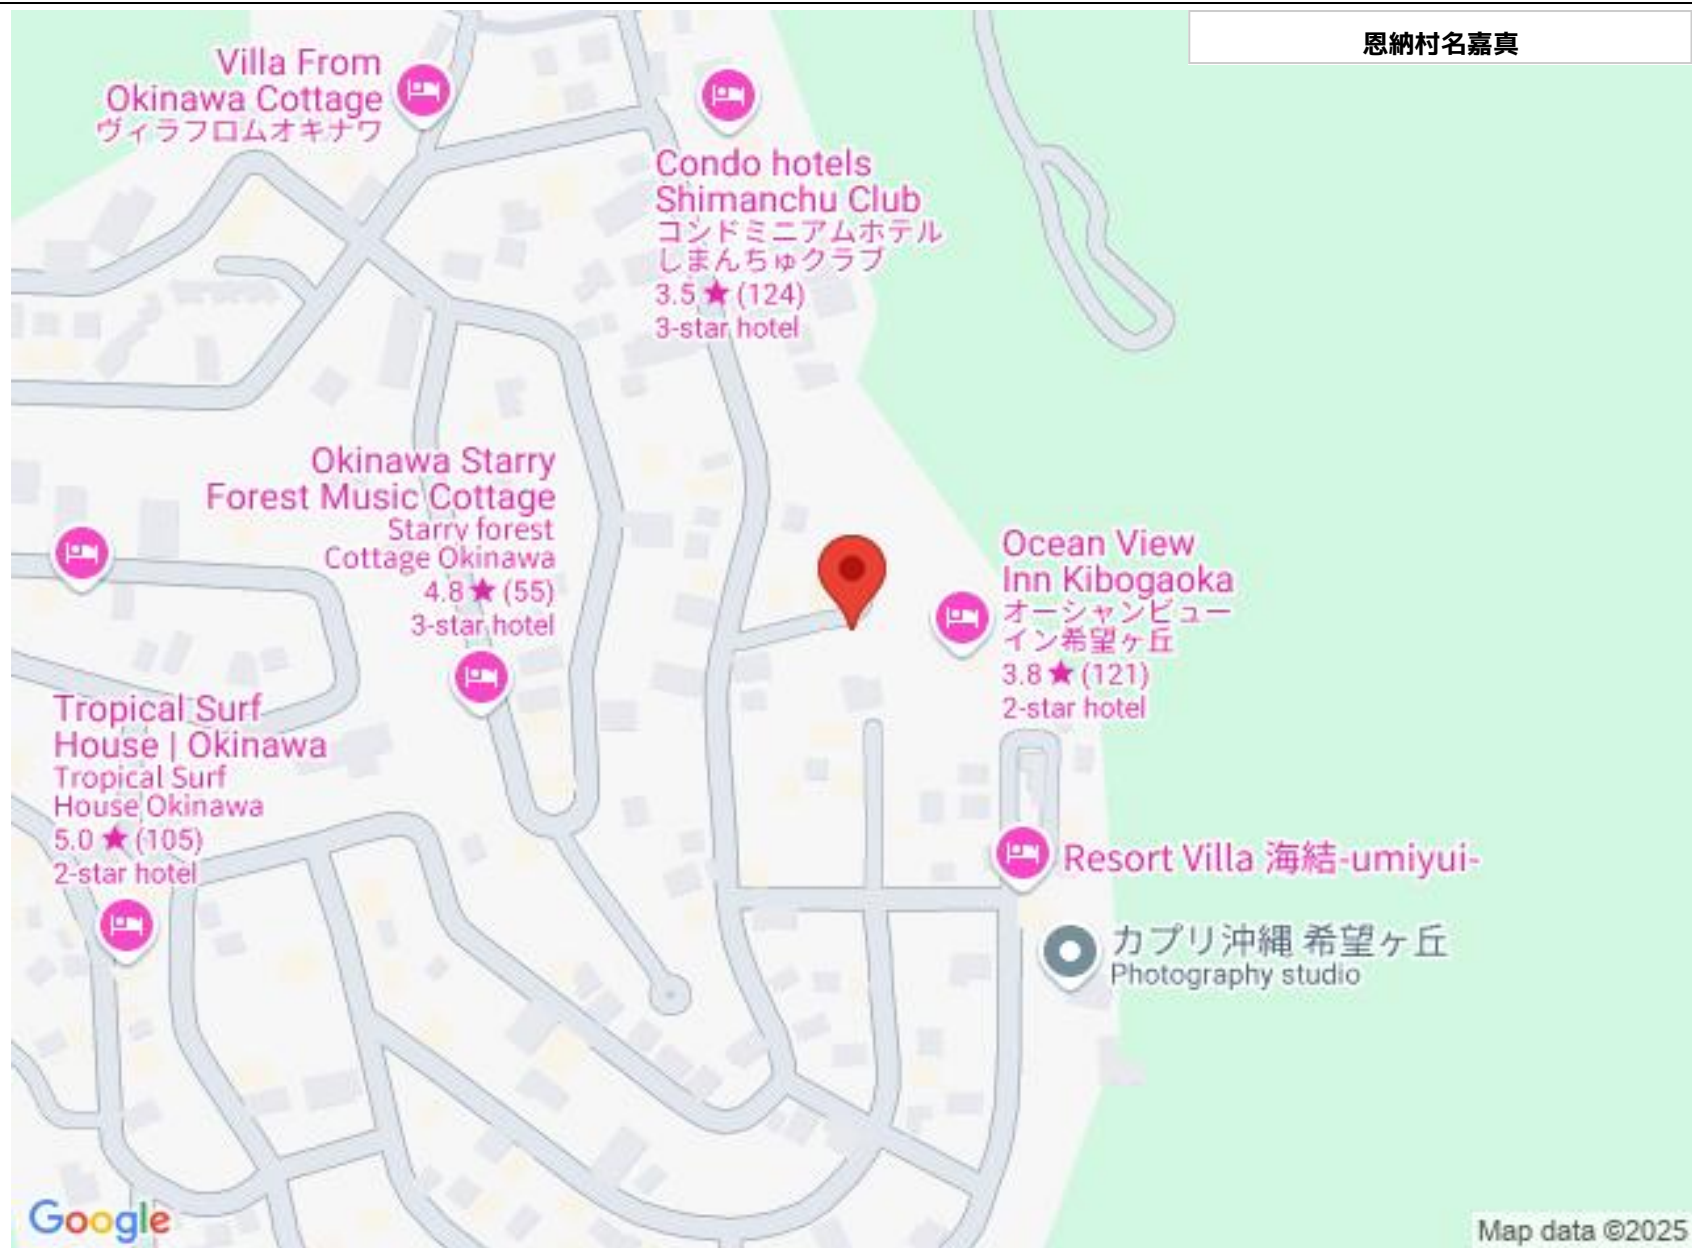 恩納村名嘉真
Villa From
Okinawa Cottage
ヴィラフロムオキナワ
Condo hotels
Shimanchu Club
コンドミニアムホテル
しまんちゅクラブ
3.5 ★ (124)
3-star hotel
Okinawa Starry
Forest Music Cottage
Starry forest
Cottage Okinawa
4.8 ★ (55)
3-star hotel
Ocean View
Inn Kibogaoka
オーシャンビュー
イン希望ヶ丘
3.8 ★ (121)
2-star hotel
Tropical Surf
House | Okinawa
Tropical Surf
House Okinawa
5.0 ★ (105)
2-star hotel
Resort Villa 海結-umiyui-
カプリ沖縄 希望ヶ丘
Photography studio
Google
Map data ©2025